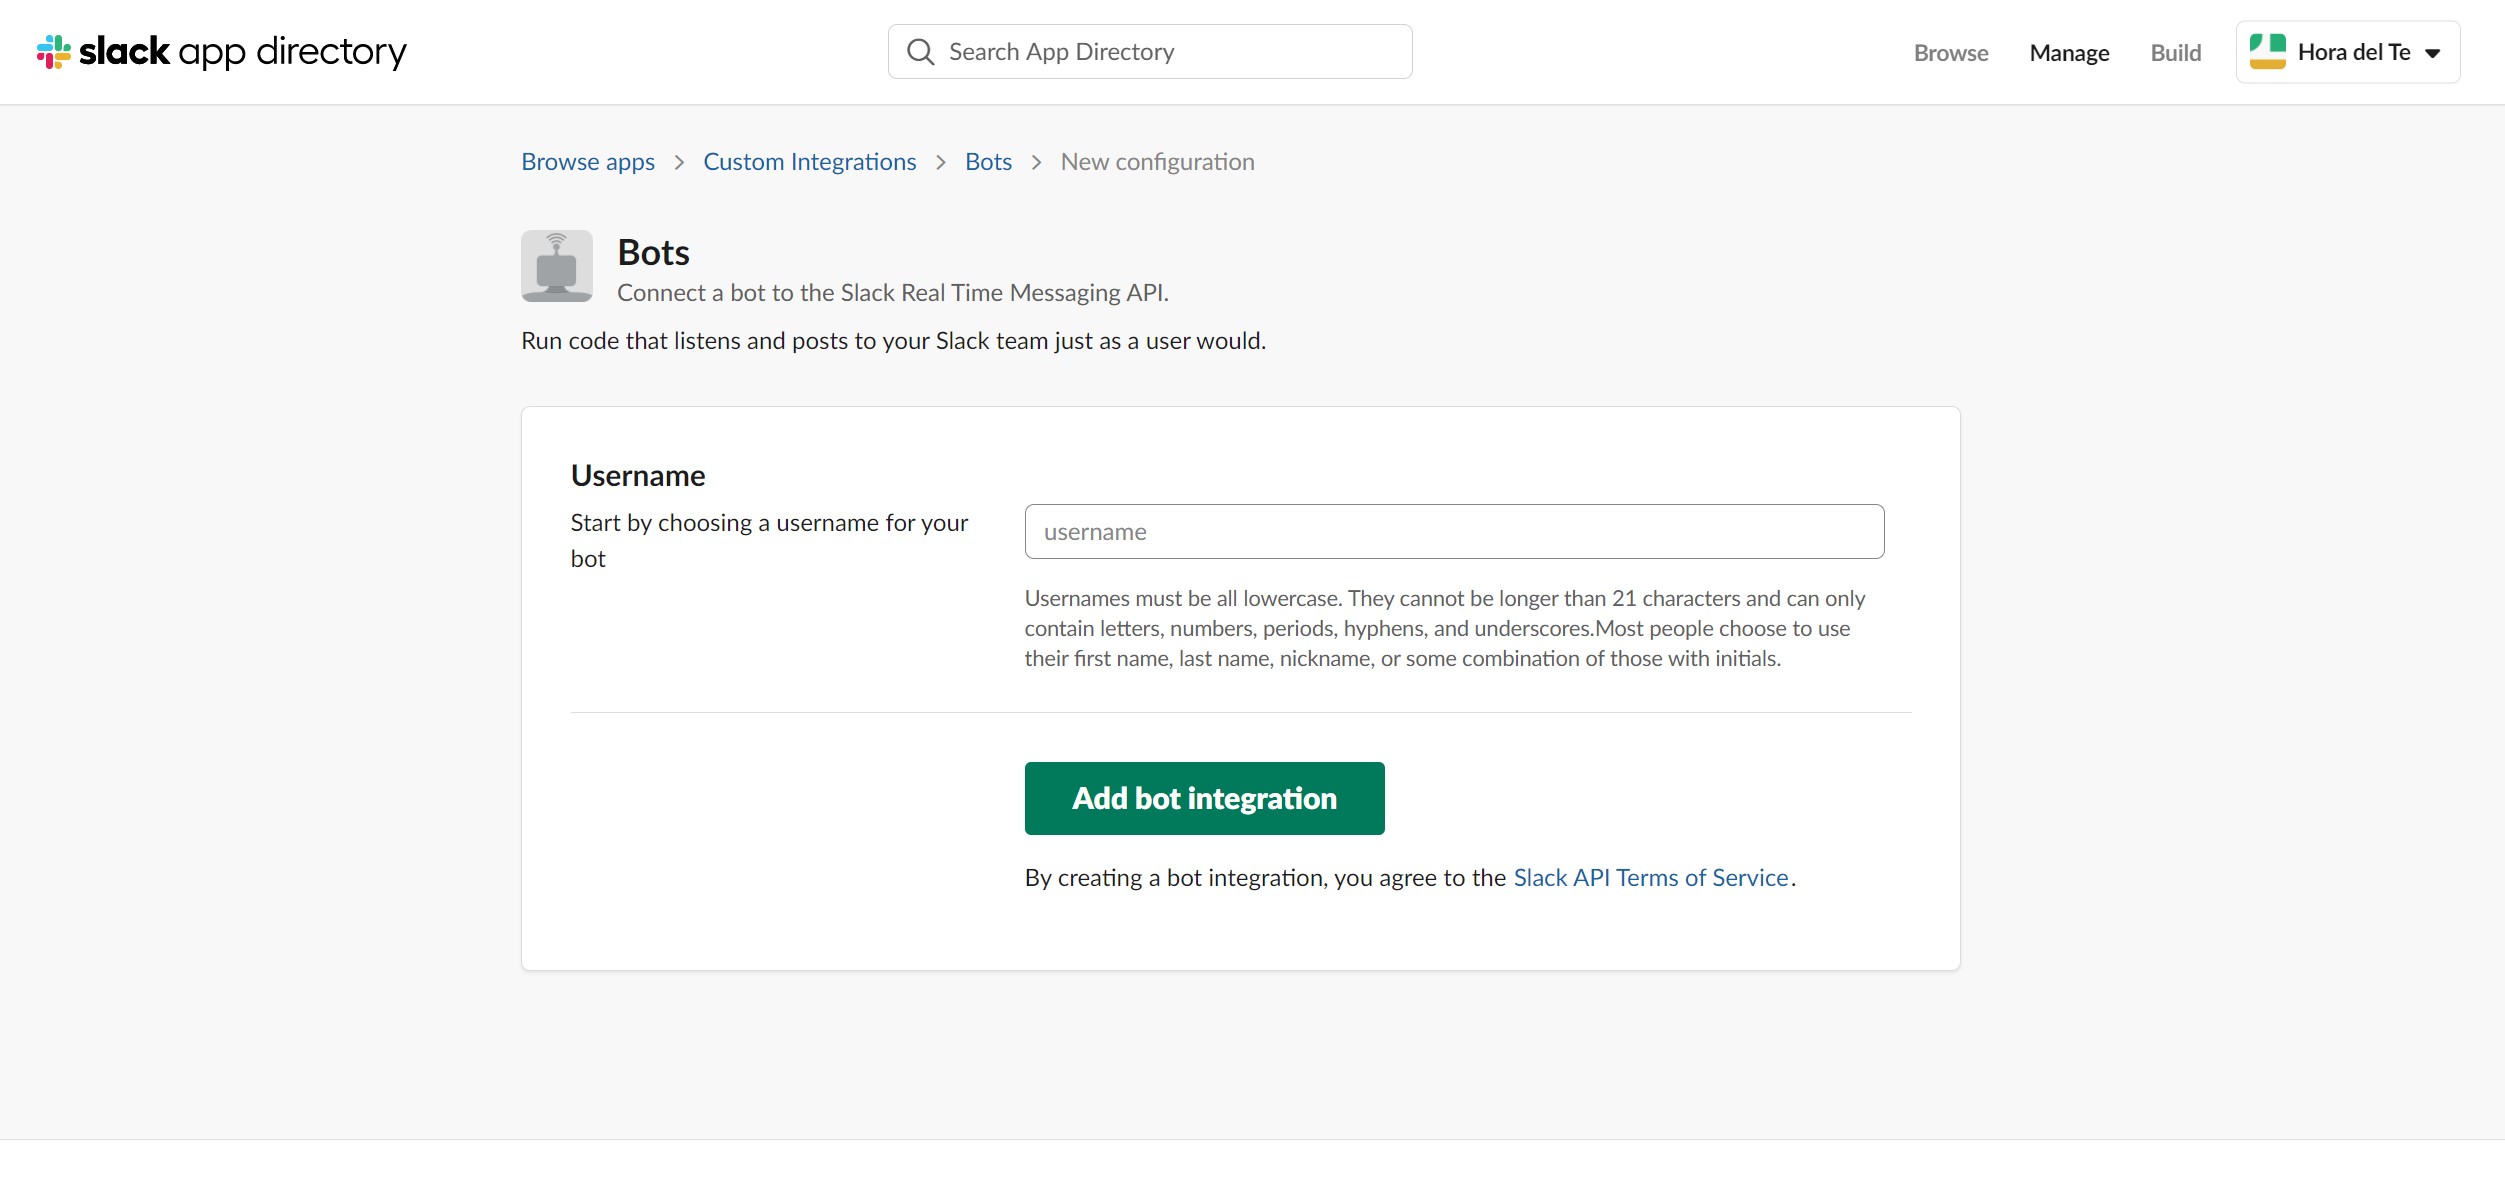 slack app directory
Search App Directory
Browse
Manage
Build
Hora del Te
Browse apps > Custom Integrations > Bots > New configuration
Bots
Connect a bot to the Slack Real Time Messaging API.
Run code that listens and posts to your Slack team just as a user would.
Username
Start by choosing a username for your
bot
username
Usernames must be all lowercase. They cannot be longer than 21 characters and can only
contain letters, numbers, periods, hyphens, and underscores.Most people choose to use
their first name, last name, nickname, or some combination of those with initials.
Add bot integration
By creating a bot integration, you agree to the Slack API Terms of Service.